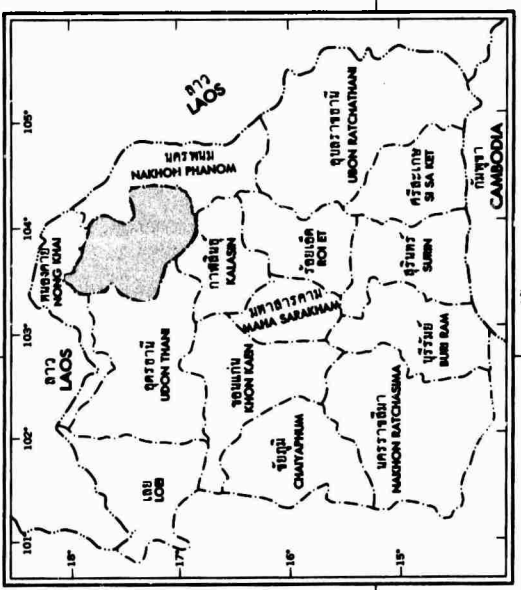 101°
102°
103°
104°
105°
18°
17°
16°
15°
ลาว
LAOS
หนองคาย
NONG KHAI
ลาว
LAOS
เลย
LOEI
อุดรธานี
UDON THANI
นครพนม
NAKHOH PHANOM
กาฬสินธุ์
KALASIN
ขอนแก่น
KHON KAEN
มหาสารคาม
MAHA SARAKHAM
ร้อยเอ็ด
ROI ET
ชัยภูมิ
CHAIYAPHUM
อุบลราชธานี
UBON RATCHATHANI
นครราชสีมา
NAKHON RATCHASIMA
บุรีรัมย์
BURI RAM
สุรินทร์
SURIN
ศรีสะเกษ
SI SA KET
กัมพูชา
CAMBODIA